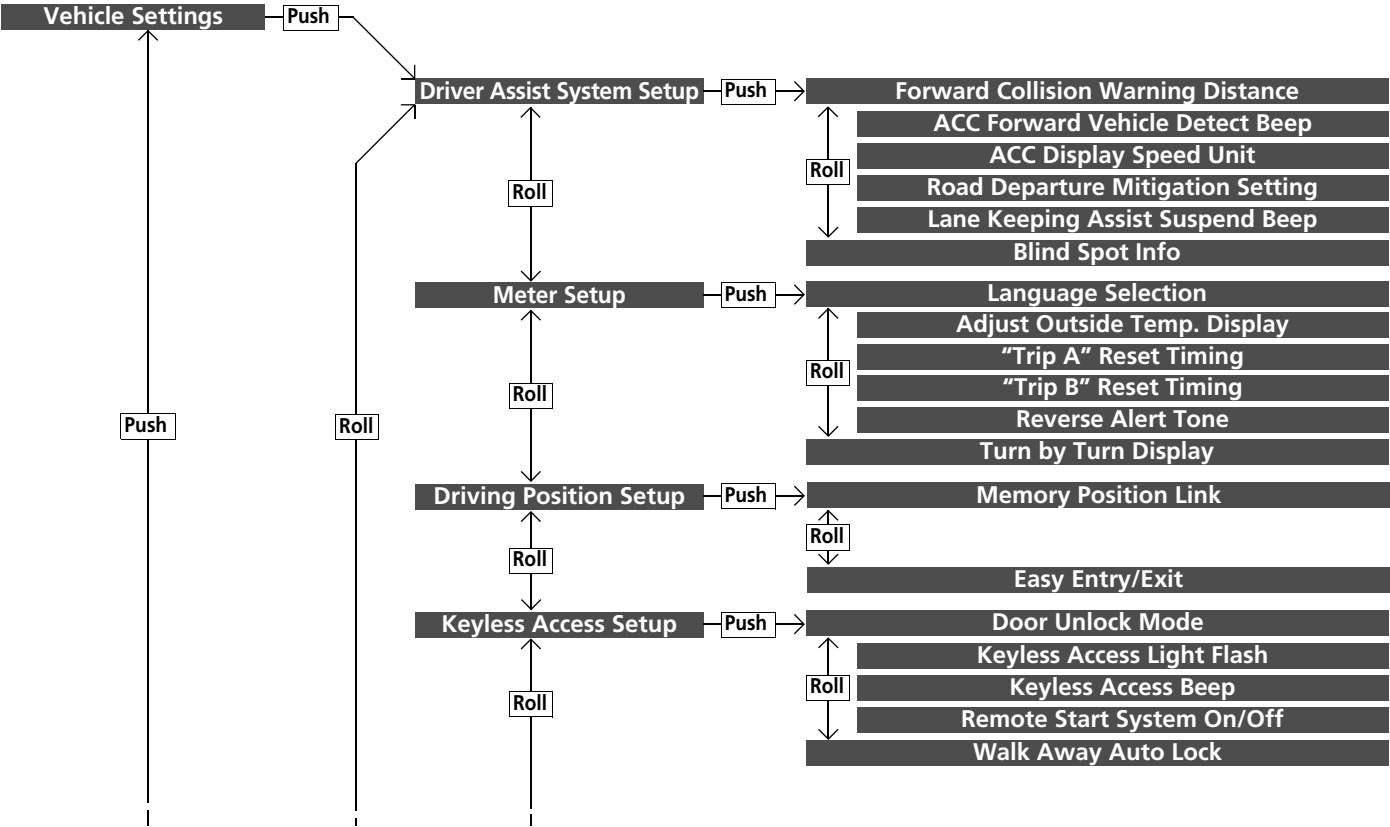 Vehicle Settings
Push
Driver Assist System Setup
Push
Forward Collision Warning Distance
Roll
ACC Forward Vehicle Detect Beep
ACC Display Speed Unit
Road Departure Mitigation Setting
Lane Keeping Assist Suspend Beep
Blind Spot Info
Roll
Meter Setup
Push
Language Selection
Roll
Adjust Outside Temp. Display
“Trip A” Reset Timing
“Trip B” Reset Timing
Reverse Alert Tone
Turn by Turn Display
Roll
Push
Roll
Driving Position Setup
Push
Memory Position Link
Roll
Easy Entry/Exit
Roll
Keyless Access Setup
Push
Door Unlock Mode
Roll
Keyless Access Light Flash
Keyless Access Beep
Remote Start System On/Off
Walk Away Auto Lock
Roll